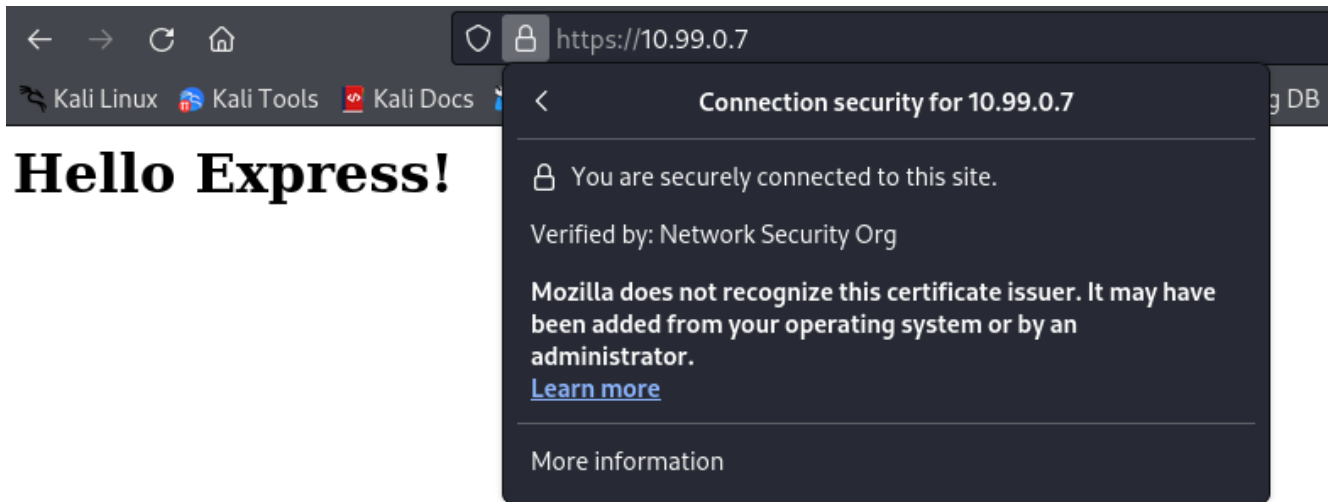 https://10.99.0.7
Kali Linux Kali Tools Kali Docs g DB
Hello Express!
Connection security for 10.99.0.7
You are securely connected to this site.
Verified by: Network Security Org
Mozilla does not recognize this certificate issuer. It may have
been added from your operating system or by an
administrator.
Learn more
More information